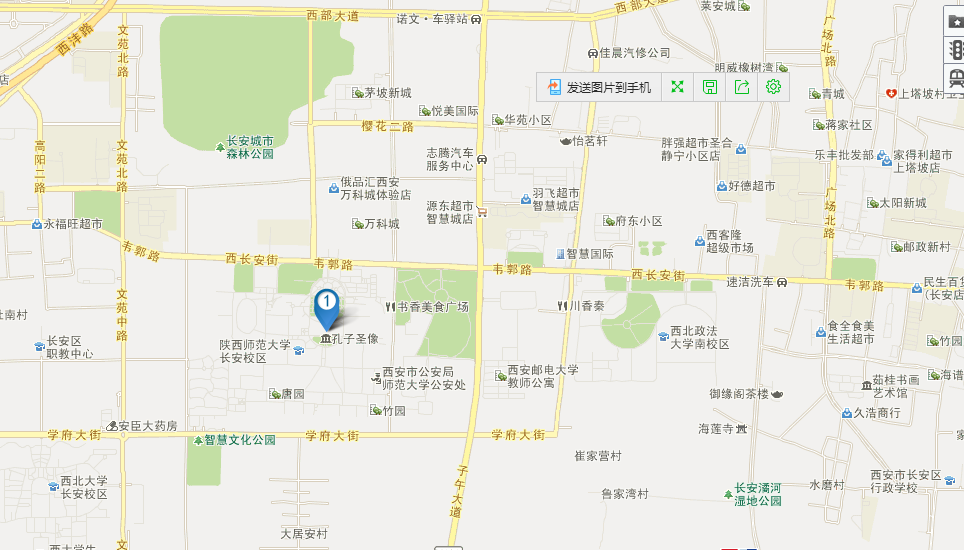 西部大道
诺文·车驿站
西部大道
莱安城
西沣路
文苑北路
佳晨汽修公司
明威橡树湾
广场北路
店
发送图片到手机
茅坡新城
悦美国际
华苑小区
青城
上塔坡村卫生
蒋家社区
樱花二路
长安城市
森林公园
高阳二路
文苑北路
怡茗轩
胖强超市圣合
静宁小区店
乐丰批发部
家得利超市
上塔坡店
志腾汽车
服务中心
俄品汇西安
万科城体验店
羽飞超市
智慧城店
好德超市
广场北路
源东超市
智慧城店
太阳新城
永福旺超市
万科城
府东小区
西客隆
超级市场
邮政新村
韦郭路
西长安街
韦郭路
韦郭路
智慧国际
西长安街
速洁洗车
韦郭路
民生百货
(长安店
1
文苑中路
书香美食广场
川香秦
社南村
孔子圣像
陕西师范大学
长安校区
长安区
职教中心
西北政法
大学南校区
食全食美
生活超市
竹园
西安市公安局
师范大学公安处
西安邮电大学
教师公寓
茹桂书画
艺术馆
海谱
唐园
御缘阁茶楼
竹园
久浩商行
安臣大药房
海莲寺
学府大街
智慧文化公园
学府大街
学府大街
崔家营村
子午大道
西北大学
长安校区
鲁家湾村
长安潏河
湿地公园
水磨村
西安市长安区
行政学校
大居安村
西大学生
文